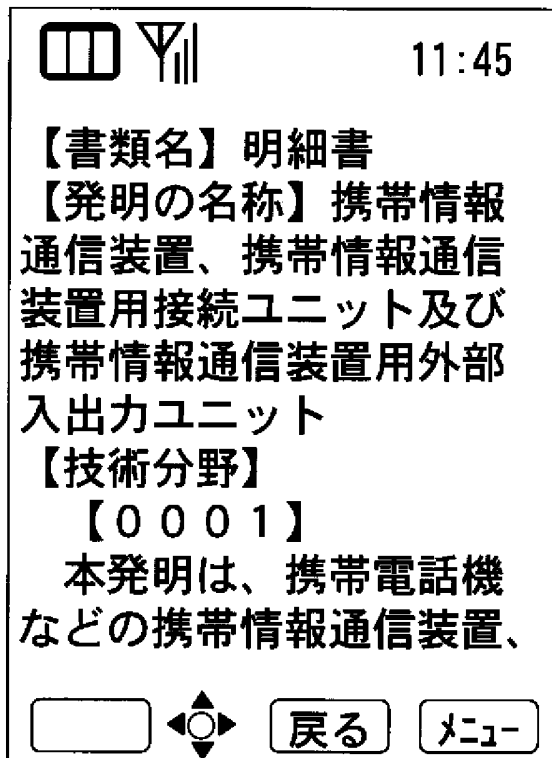 11:45
【書類名】明細書
【発明の名称】携帯情報
通信装置、携帯情報通信
装置用接続ユニット及び
携帯情報通信装置用外部
入出力ユニット
【技術分野】
【０００１】
本発明は、携帯電話機
などの携帯情報通信装置、
戻る
メニュー